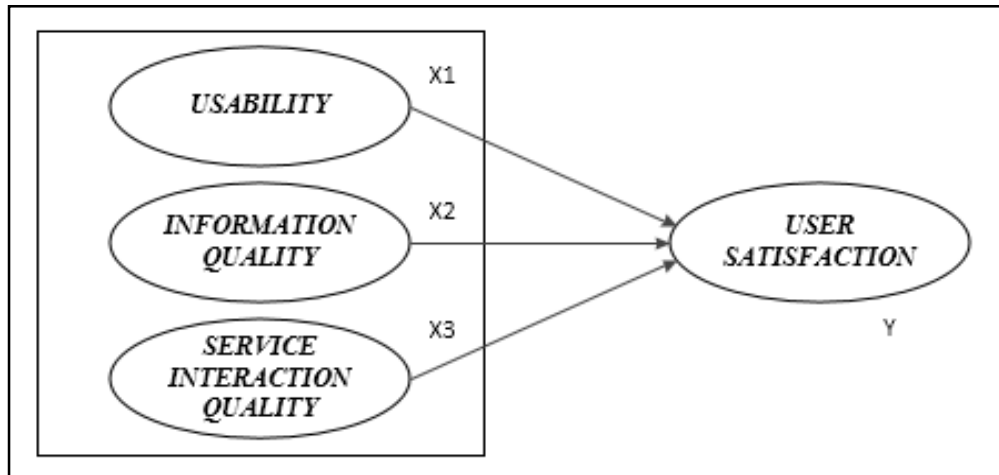 X1
USABILITY
X2
INFORMATION
QUALITY
USER
SATISFACTION
X3
SERVICE
INTERACTION
QUALITY
Y